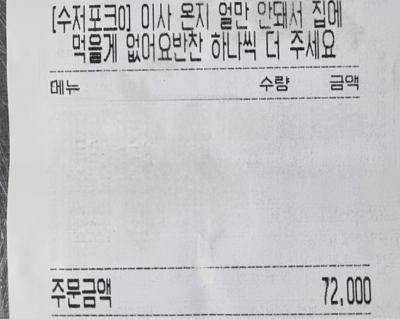 [수저포크0] 이사 온지 얼만 안돼서 집에
먹을게 없어요반찬 하나씩 더 주세요
메뉴 수량 금액
주문금액 72,000